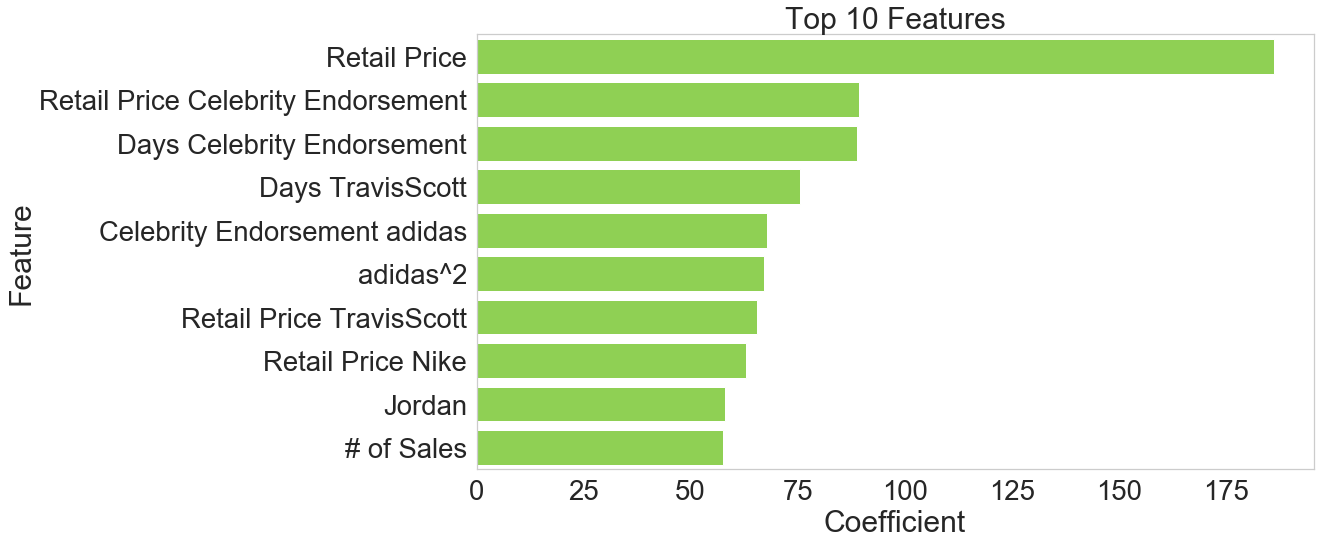 Top 10 Features
Feature
Retail Price
Retail Price Celebrity Endorsement
Days Celebrity Endorsement
Days TravisScott
Celebrity Endorsement adidas
adidas^2
Retail Price TravisScott
Retail Price Nike
Jordan
# of Sales
0 25 50 75 100 125 150 175
Coefficient